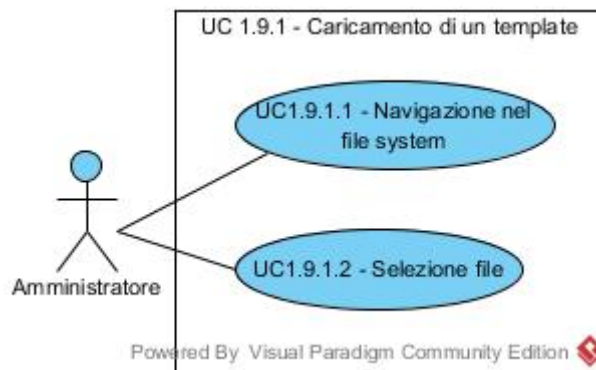 UC 1.9.1 - Caricamento di un template
UC1.9.1.1 - Navigazione nel
file system
UC1.9.1.2 - Selezione file
Amministratore
Powered By Visual Paradigm Community Edition